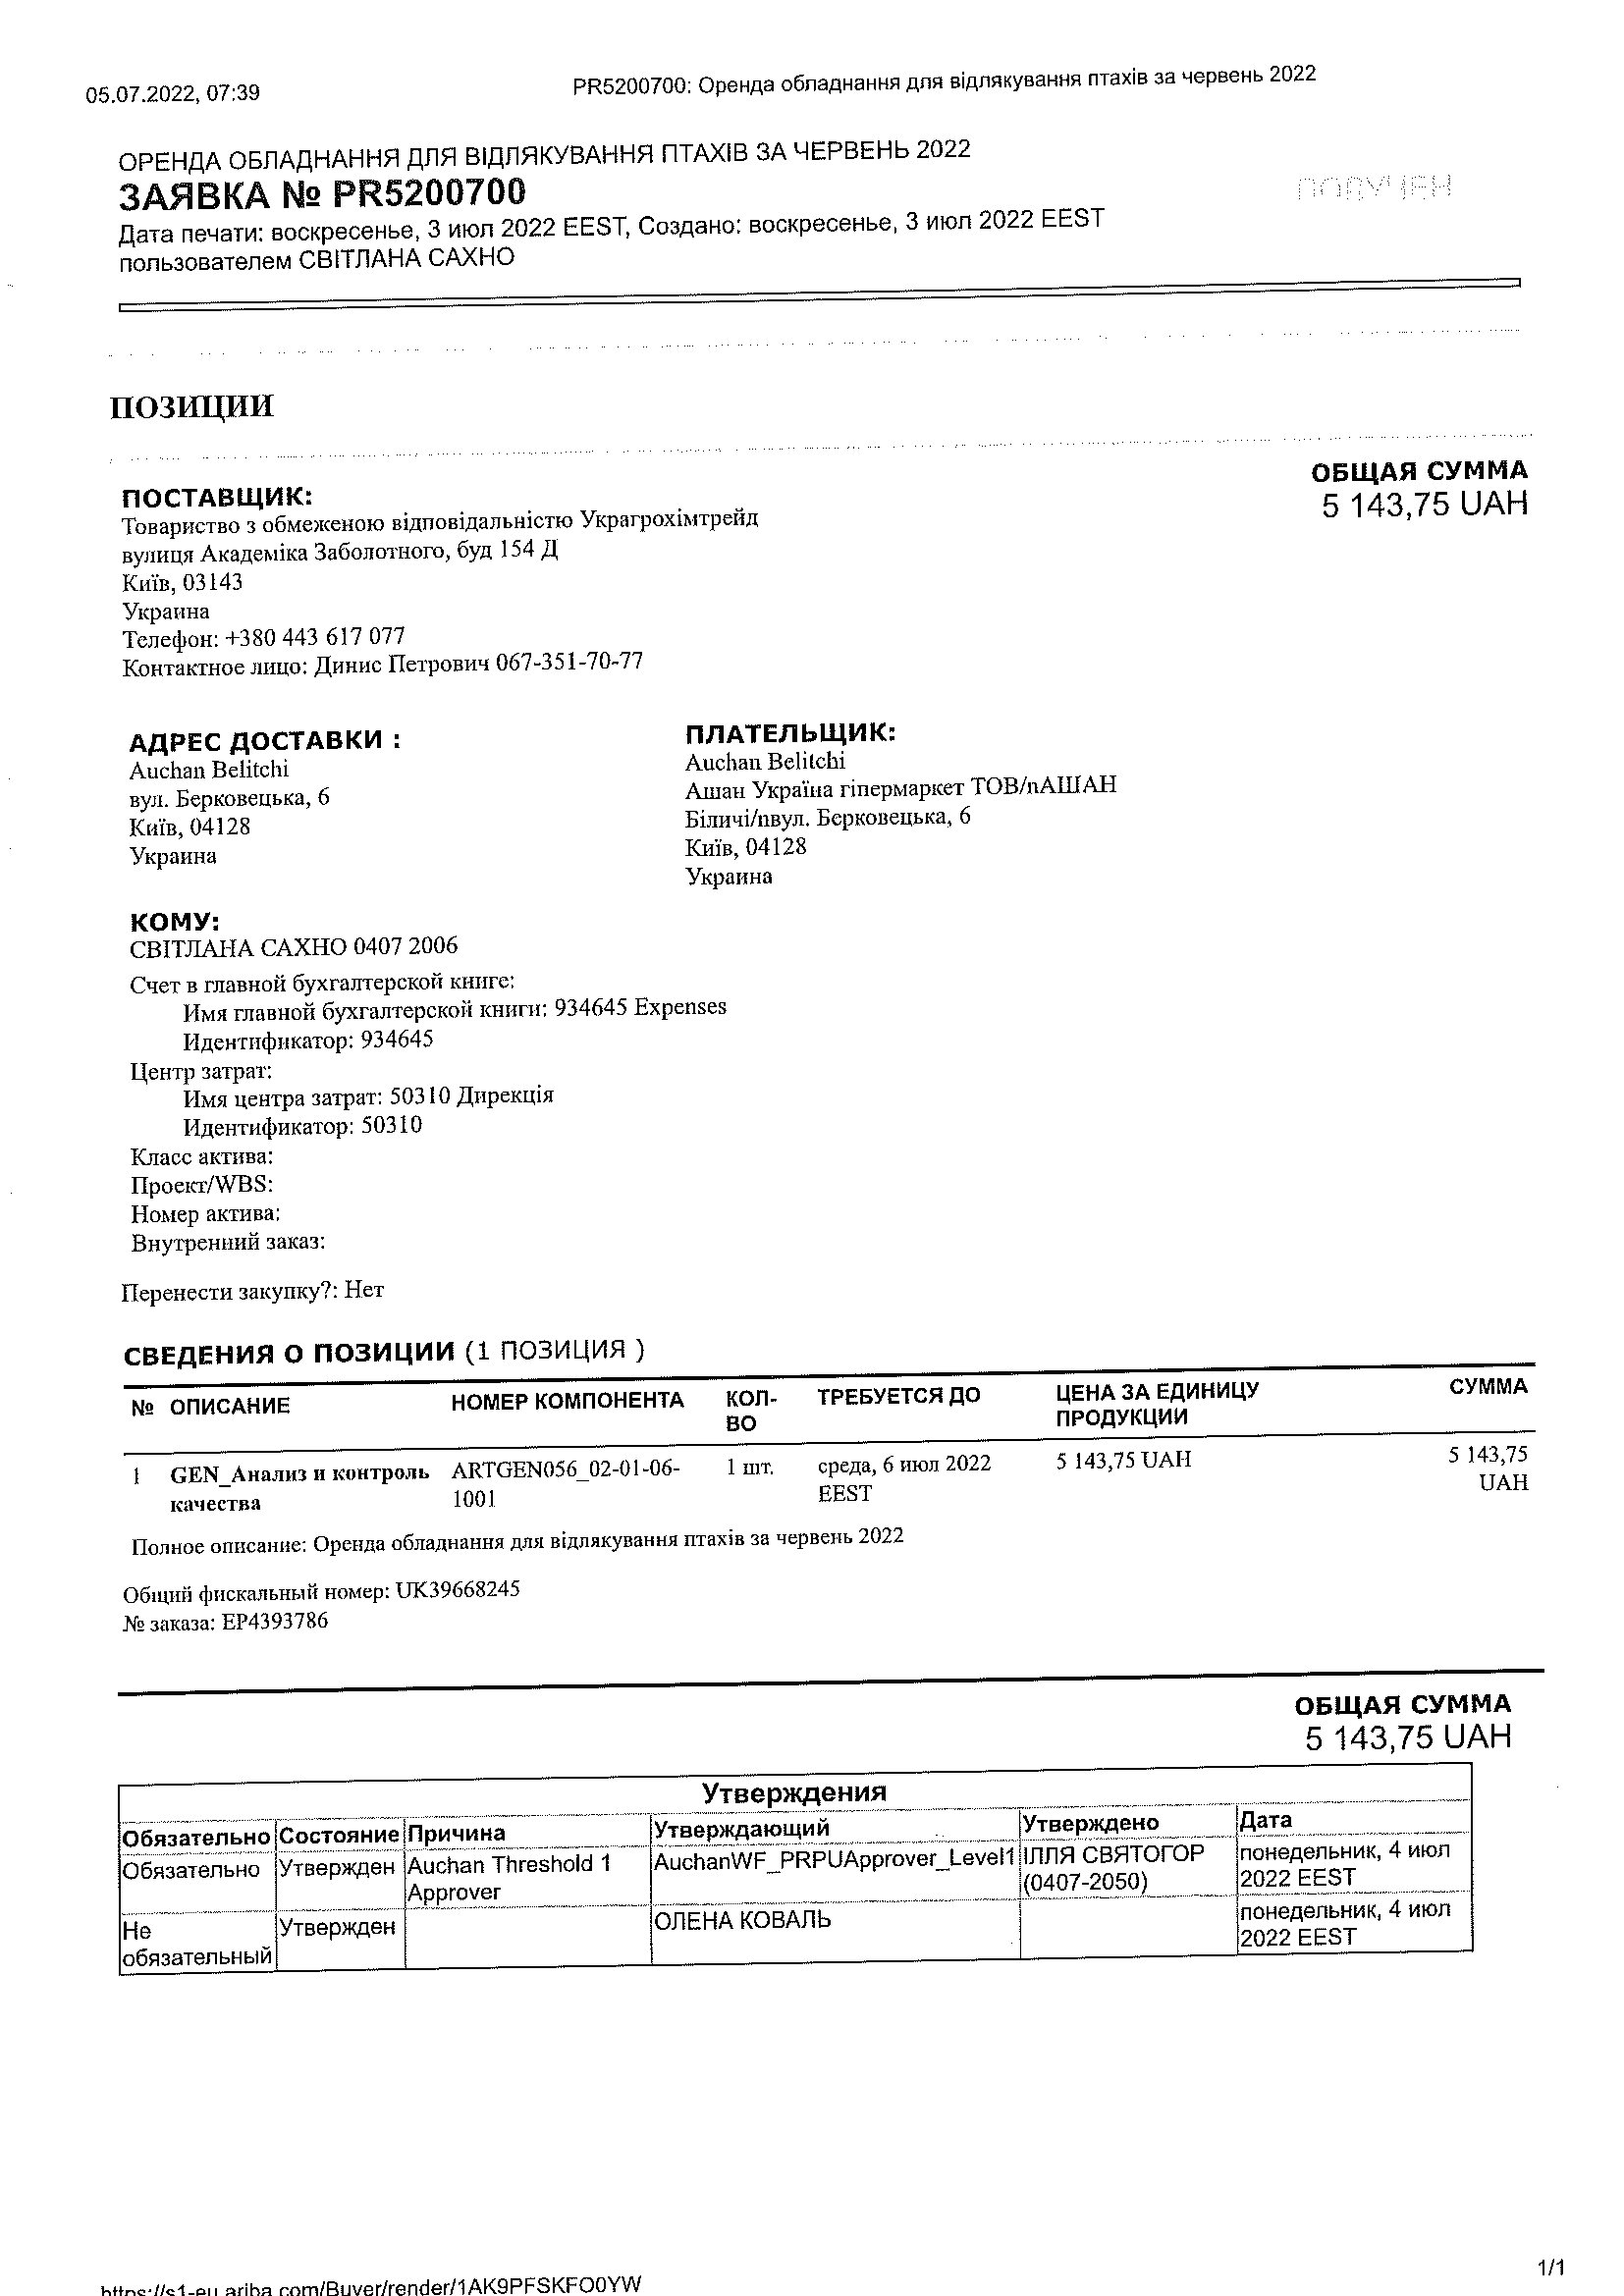 05.07.2022, 07:39
PR5200700: Оренда обладнання для відлякування птахів за червень 2022
ОРЕНДА ОБЛАДНАННЯ ДЛЯ ВІДЛЯКУВАННЯ ПТАХІВ ЗА ЧЕРВЕНЬ 2022
ЗАЯВКА № PR5200700
Дата печати: воскресенье, 3 июл 2022 EEST, Создано: воскресенье, 3 июл 2022 EEST
пользователем СВІТЛАНА САХНО
ПОЗИЦИИ
ОБЩАЯ СУММА
5 143,75 UAH
ПОСТАВЩИК:
Товариство з обмеженою відповідальністю Украгрохімтрейд
вулиця Академіка Заболотного, буд 154 Д
Київ, 03143
Украина
Телефон: +380 443 617 077
Контактное лицо: Динис Петрович 067-351-70-77
АДРЕС ДОСТАВКИ :
Auchan Belitchi
вул. Берковецька, 6
Київ, 04128
Украина
ПЛАТЕЛЬЩИК:
Auchan Belitchi
Ашан Україна гіпермаркет ТОВ/nАШАН
Біличі/nвул. Берковецька, 6
Київ, 04128
Украина
КОМУ:
СВІТЛАНА САХНО 0407 2006
Счет в главной бухгалтерской книге:
Имя главной бухгалтерской книги: 934645 Expenses
Идентификатор: 934645
Центр затрат:
Имя центра затрат: 50310 Дирекція
Идентификатор: 50310
Класс актива:
Проект/WBS:
Номер актива:
Внутренний заказ:
Перенести закупку?: Нет
СВЕДЕНИЯ О ПОЗИЦИИ (1 ПОЗИЦИЯ )
№ ОПИСАНИЕ НОМЕР КОМПОНЕНТА КОЛ-ВО ТРЕБУЕТСЯ ДО ЦЕНА ЗА ЕДИНИЦУ ПРОДУКЦИИ СУММА
1 GEN_Анализ и контроль качества ARTGEN056_02-01-06-1001 1 шт. среда, 6 июл 2022 EEST 5 143,75 UAH 5 143,75 UAH
Полное описание: Оренда обладнання для відлякування птахів за червень 2022
Общий фискальный номер: UK39668245
№ заказа: EP4393786
ОБЩАЯ СУММА
5 143,75 UAH
Утверждения
Обязательно Состояние Причина Утверждающий Утверждено Дата
Обязательно Утвержден Auchan Threshold 1 Approver AuchanWF_PRPUApprover_Level1 ІЛЛЯ СВЯТОГОР (0407-2050) понедельник, 4 июл 2022 EEST
Не обязательный Утвержден ОЛЕНА КОВАЛЬ понедельник, 4 июл 2022 EEST
https://s1-eu.ariba.com/Buyer/render/1AK9PFSKFO0YW
1/1